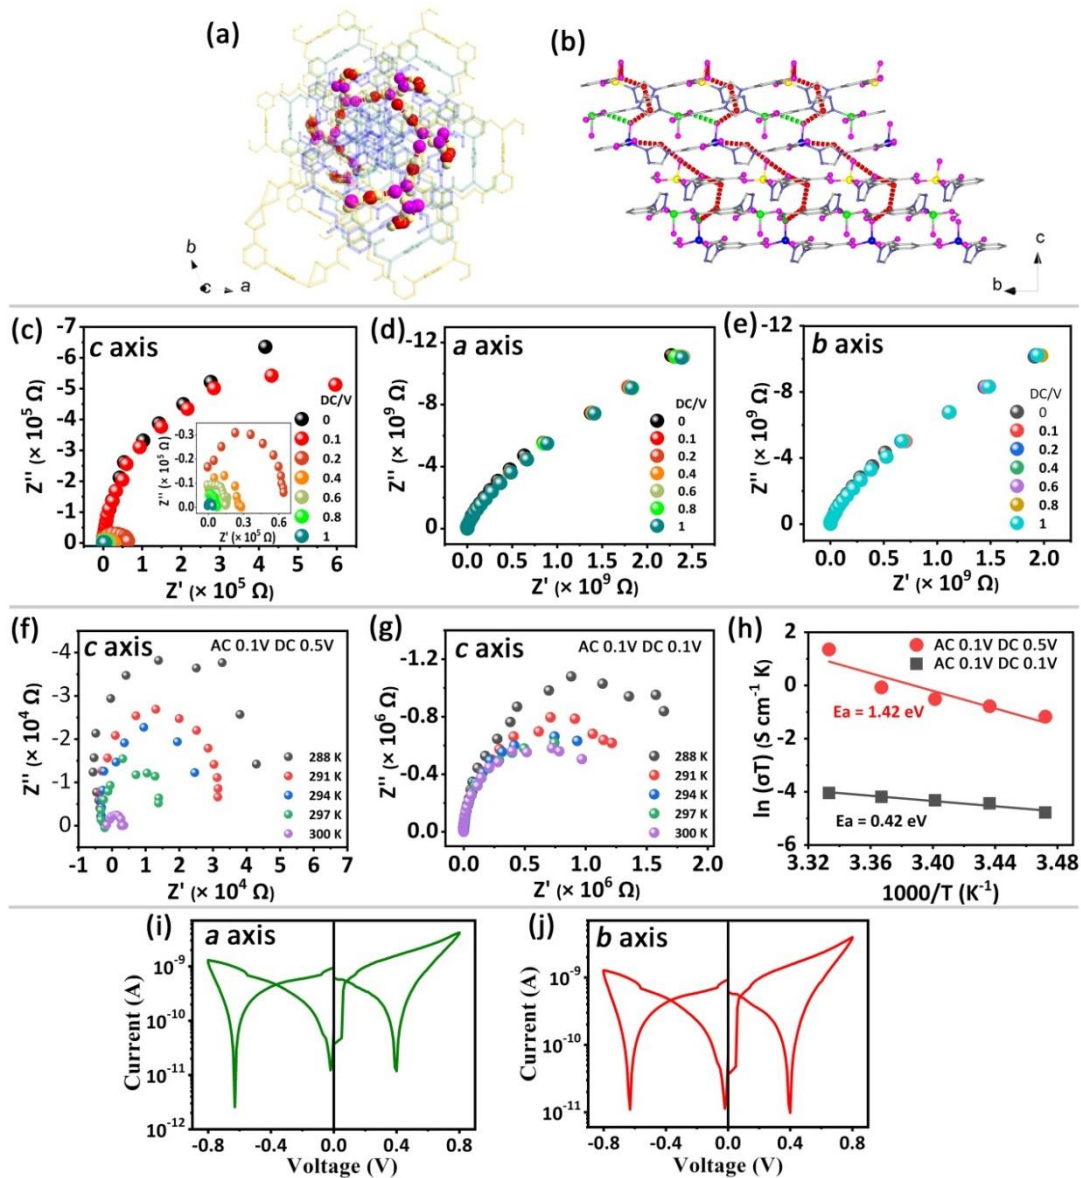 (a)
(b)
b
c
a
c
b
(c)
c axis
Z'' (× 10⁵ Ω)
-7
-6
-5
-4
-3
-2
-1
0
0 1 2 3 4 5 6
Z' (× 10⁵ Ω)
DC/V
0
0.1
0.2
0.4
0.6
0.8
1
Z'' (× 10⁵ Ω)
-0.3
-0.2
-0.1
0.0
0.0 0.3 0.6
Z' (× 10⁵ Ω)
(d)
a axis
Z'' (× 10⁹ Ω)
-12
-8
-4
0
0.0 0.5 1.0 1.5 2.0 2.5
Z' (× 10⁹ Ω)
DC/V
0
0.1
0.2
0.4
0.6
0.8
1
(e)
b axis
Z'' (× 10⁹ Ω)
-12
-8
-4
0
0.0 0.5 1.0 1.5 2.0
Z' (× 10⁹ Ω)
DC/V
0
0.1
0.2
0.4
0.6
0.8
1
(f)
c axis
AC 0.1V DC 0.5V
Z'' (× 10⁴ Ω)
-4
-3
-2
-1
0
-1 0 1 2 3 4 5 6 7
Z' (× 10⁴ Ω)
288 K
291 K
294 K
297 K
300 K
(g)
c axis
AC 0.1V DC 0.1V
Z'' (× 10⁶ Ω)
-1.2
-0.8
-0.4
0.0
0.0 0.5 1.0 1.5 2.0
Z' (× 10⁶ Ω)
288 K
291 K
294 K
297 K
300 K
(h)
ln (σT) (S cm⁻¹ K)
2
0
-2
-4
-6
AC 0.1V DC 0.5V
AC 0.1V DC 0.1V
Ea = 1.42 eV
Ea = 0.42 eV
3.32 3.36 3.40 3.44 3.48
1000/T (K⁻¹)
(i)
a axis
Current (A)
10⁻⁹
10⁻¹⁰
10⁻¹¹
10⁻¹²
-0.8 -0.4 0.0 0.4 0.8
Voltage (V)
(j)
b axis
Current (A)
10⁻⁹
10⁻¹⁰
10⁻¹¹
-0.8 -0.4 0.0 0.4 0.8
Voltage (V)